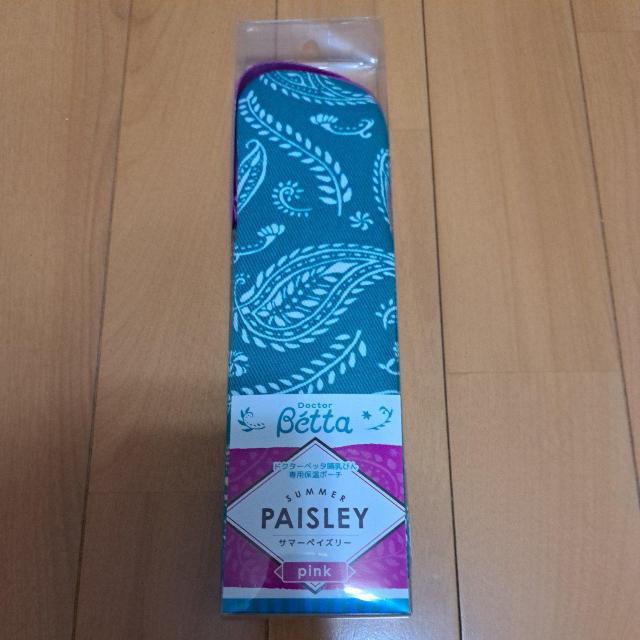 Doctor
Bétta
ドクターベッタ哺乳びん
専用保温ポーチ
SUMMER
PAISLEY
サマーペイズリー
pink